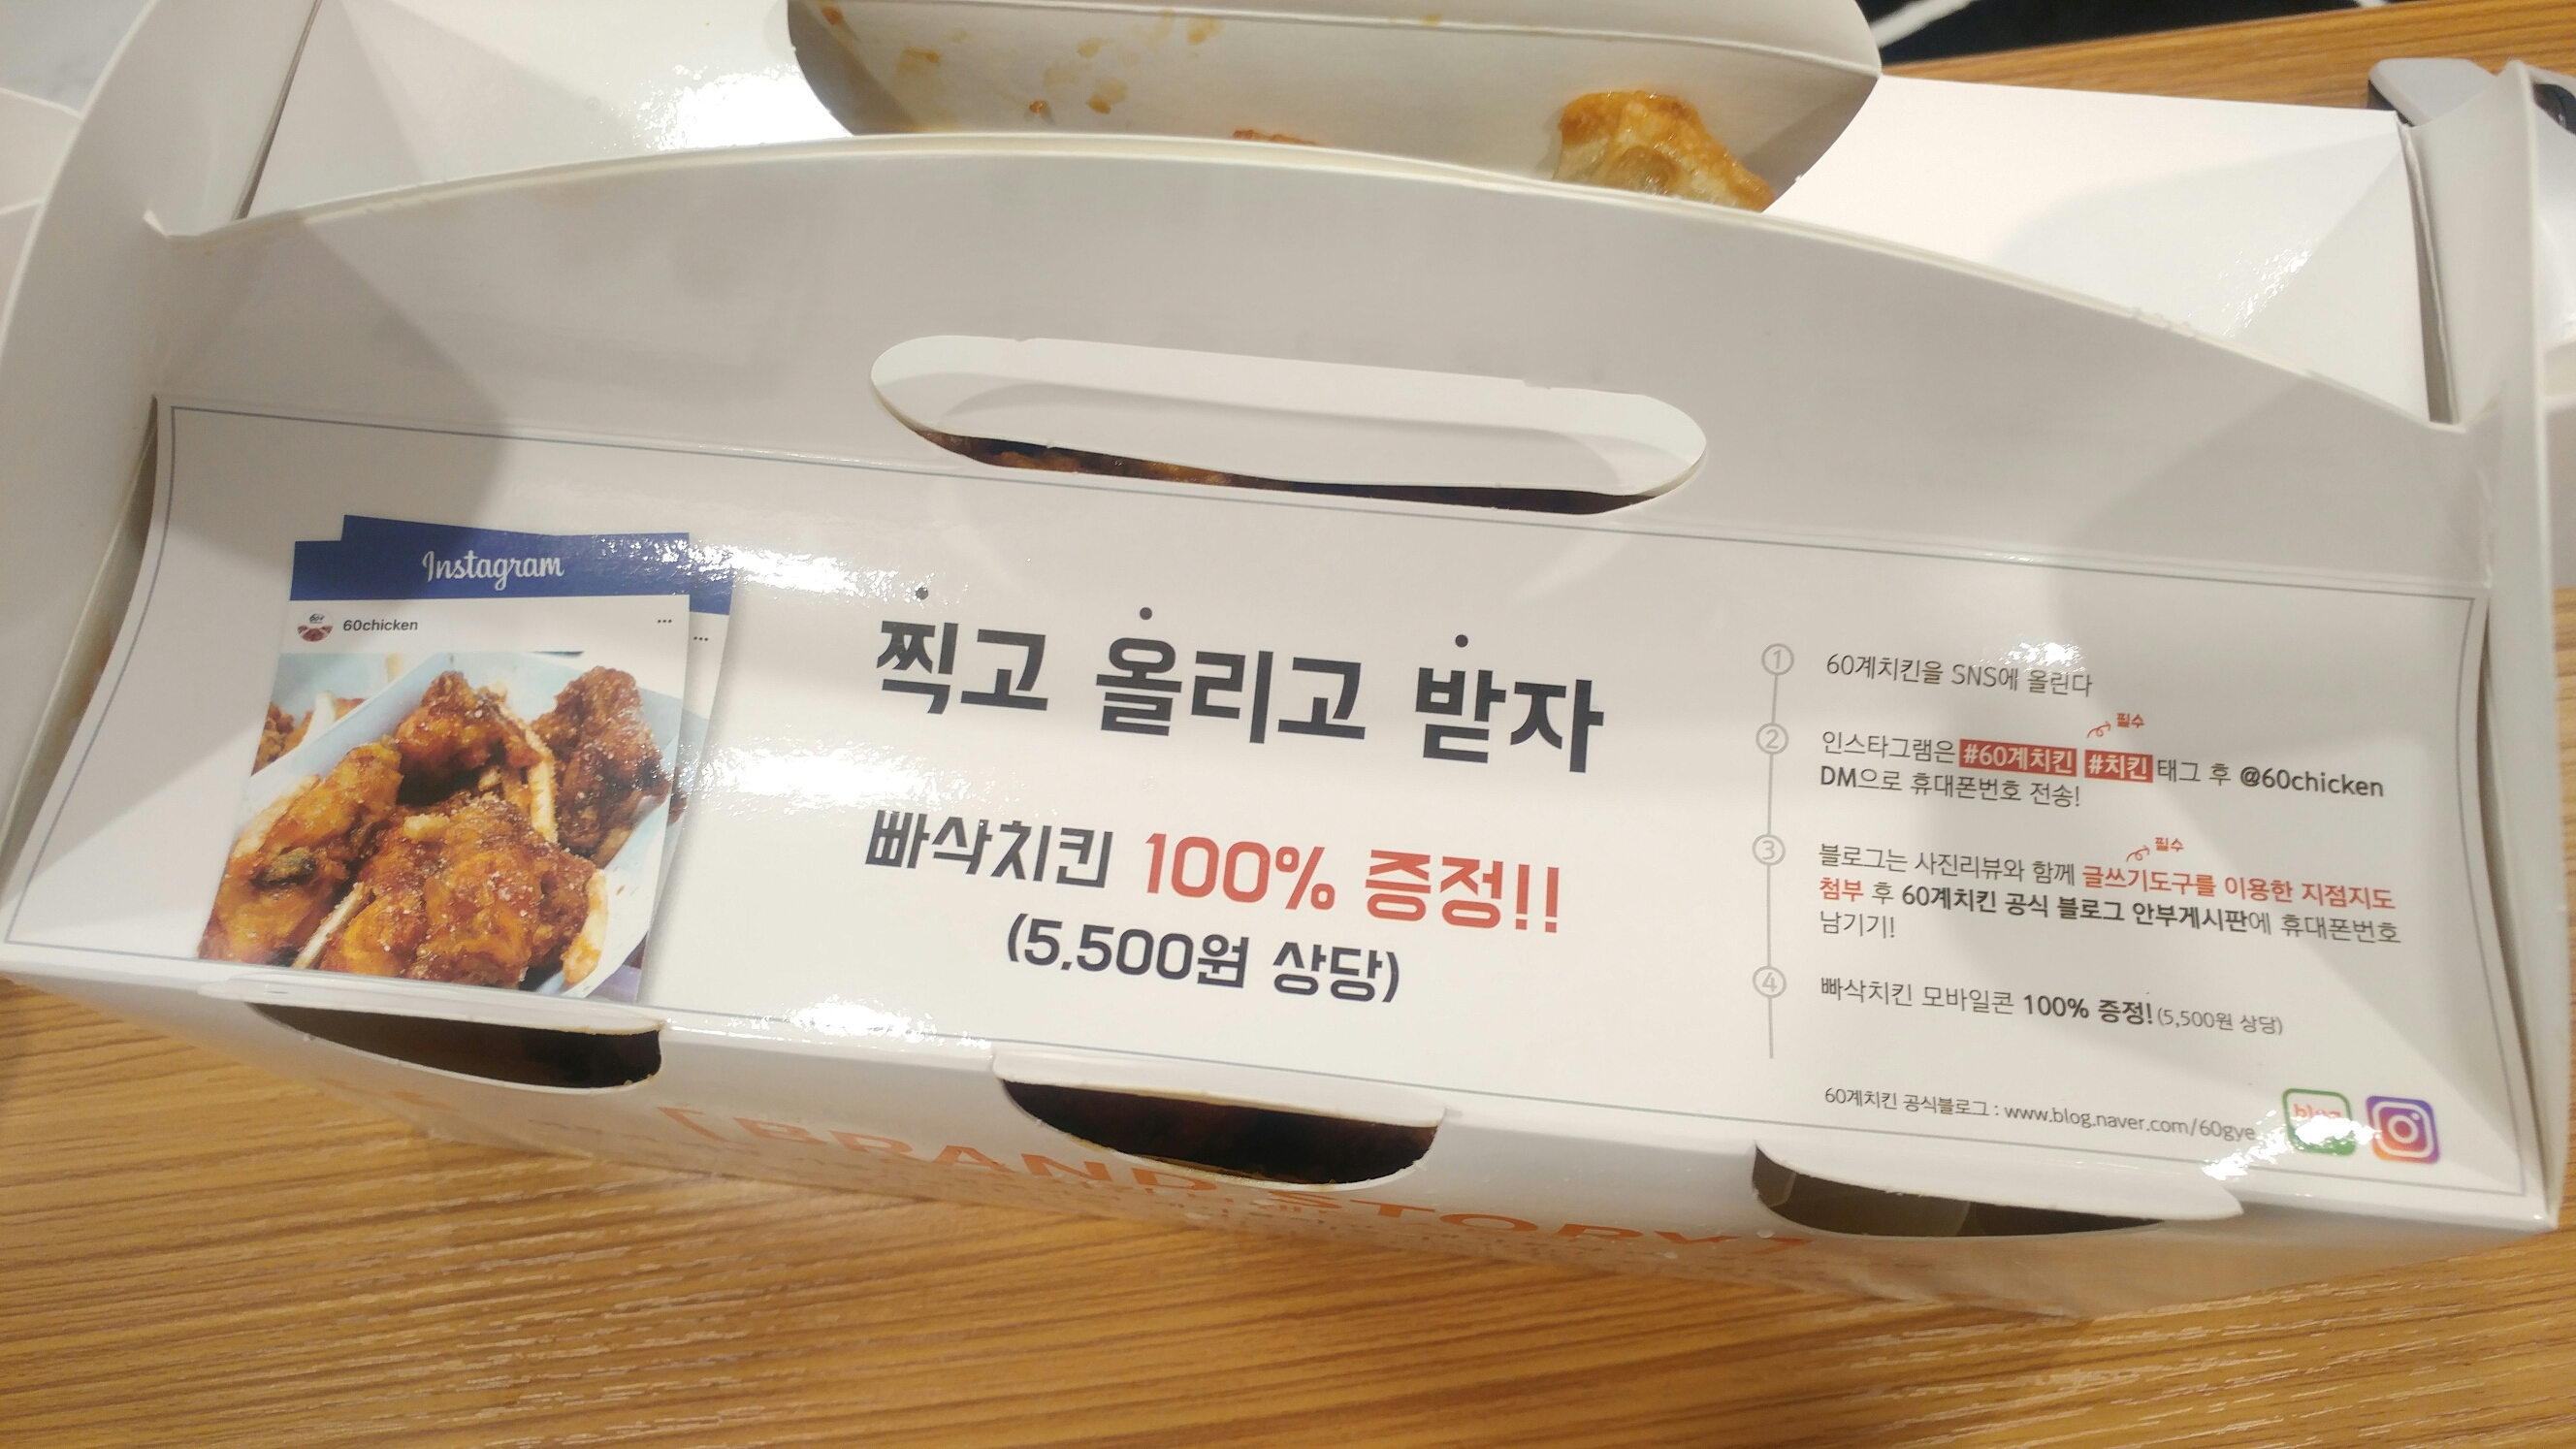 Instagram
60chicken
찍고 올리고 받자
빠삭치킨 100% 증정!!
(5,500원 상당)
1 60계치킨을 SNS에 올린다
필수
2 인스타그램은 #60계치킨 #치킨 태그 후 @60chicken
DM으로 휴대폰번호 전송!
필수
3 블로그는 사진리뷰와 함께 글쓰기도구를 이용한 지점지도
첨부 후 60계치킨 공식 블로그 안부게시판에 휴대폰번호
남기기!
4 빠삭치킨 모바일콘 100% 증정! (5,500원 상당)
60계치킨 공식블로그 : www.blog.naver.com/60gye
blog
BRAND STORY